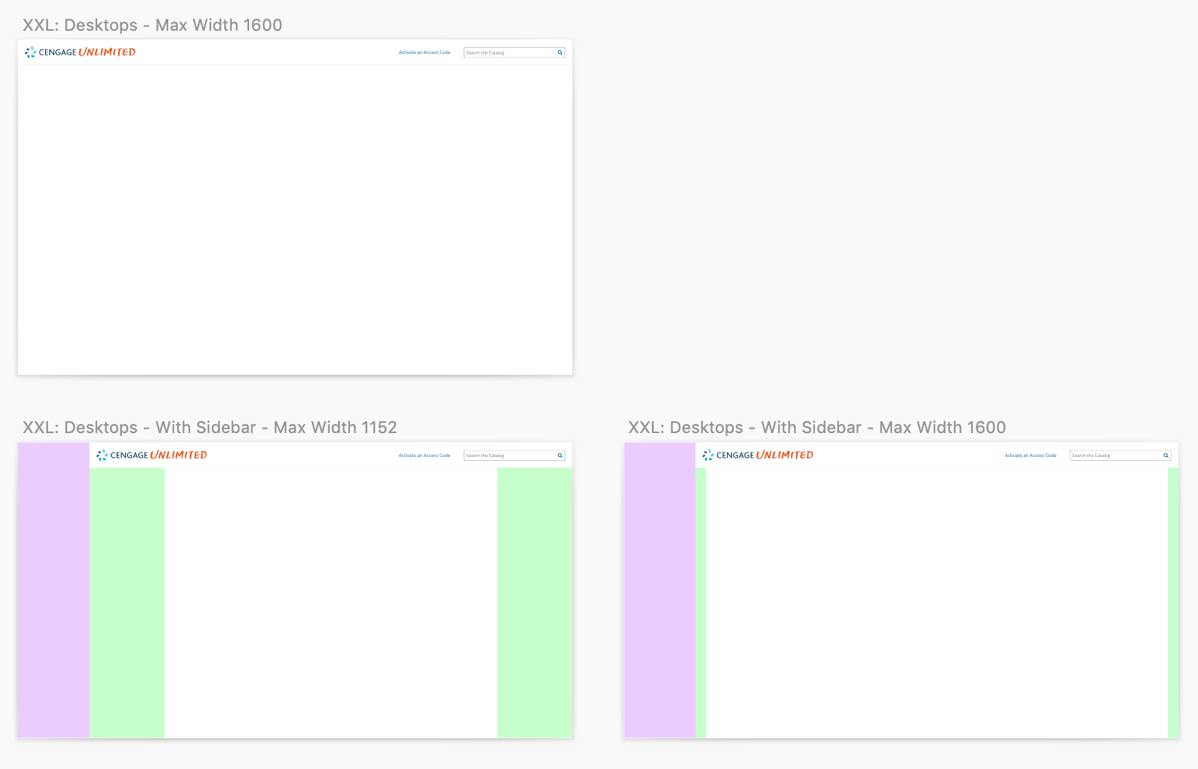 XXL: Desktops - Max Width 1600
CENGAGE UNLIMITED
Activate an Access Code
Search the Catalog
XXL: Desktops - With Sidebar - Max Width 1152
CENGAGE UNLIMITED
Activate an Access Code
Search the Catalog
XXL: Desktops - With Sidebar - Max Width 1600
CENGAGE UNLIMITED
Activate an Access Code
Search the Catalog